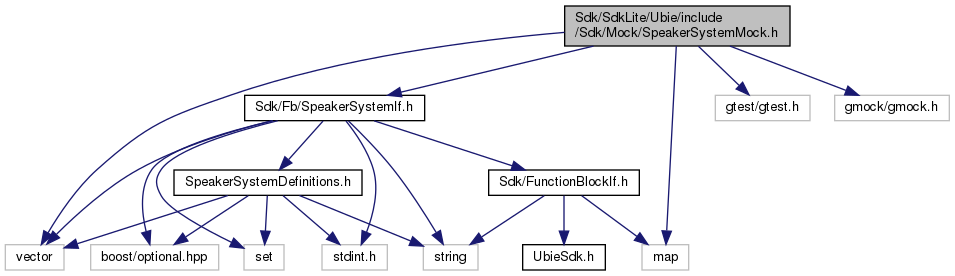 Sdk/SdkLite/Ubie/include
/Sdk/Mock/SpeakerSystemMock.h
Sdk/Fb/SpeakerSystemIf.h
gtest/gtest.h
gmock/gmock.h
SpeakerSystemDefinitions.h
Sdk/FunctionBlockIf.h
vector
boost/optional.hpp
set
stdint.h
string
UbieSdk.h
map